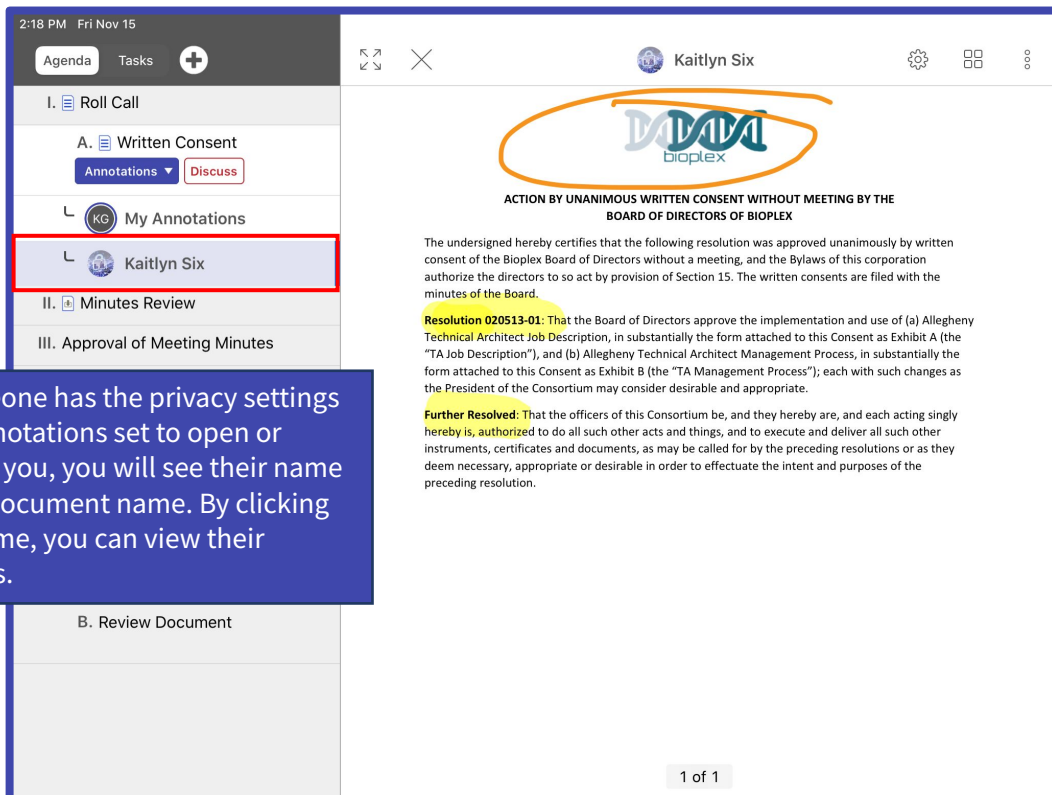 2:18 PM Fri Nov 15
Agenda
Tasks
I. Roll Call
A. Written Consent
Annotations
Discuss
KG My Annotations
Kaitlyn Six
II. Minutes Review
III. Approval of Meeting Minutes
one has the privacy settings
notations set to open or
you, you will see their name
ocument name. By clicking
me, you can view their
s.
B. Review Document
Kaitlyn Six
bioplex
ACTION BY UNANIMOUS WRITTEN CONSENT WITHOUT MEETING BY THE
BOARD OF DIRECTORS OF BIOPLEX
The undersigned hereby certifies that the following resolution was approved unanimously by written
consent of the Bioplex Board of Directors without a meeting, and the Bylaws of this corporation
authorize the directors to so act by provision of Section 15. The written consents are filed with the
minutes of the Board.
Resolution 020513-01: That the Board of Directors approve the implementation and use of (a) Allegheny
Technical Architect Job Description, in substantially the form attached to this Consent as Exhibit A (the
“TA Job Description”), and (b) Allegheny Technical Architect Management Process, in substantially the
form attached to this Consent as Exhibit B (the “TA Management Process”); each with such changes as
the President of the Consortium may consider desirable and appropriate.
Further Resolved: That the officers of this Consortium be, and they hereby are, and each acting singly
hereby is, authorized to do all such other acts and things, and to execute and deliver all such other
instruments, certificates and documents, as may be called for by the preceding resolutions or as they
deem necessary, appropriate or desirable in order to effectuate the intent and purposes of the
preceding resolution.
1 of 1